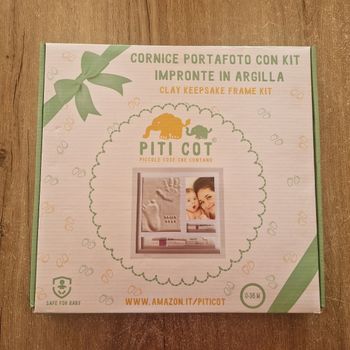 CORNICE PORTAFOTO CON KIT
IMPRONTE IN ARGILLA
CLAY KEEPSAKE FRAME KIT
PITI COT
PICCOLE COSE CHE CONTANO
SAFE FOR BABY
WWW.AMAZON.IT/PITICOT
0-36 M